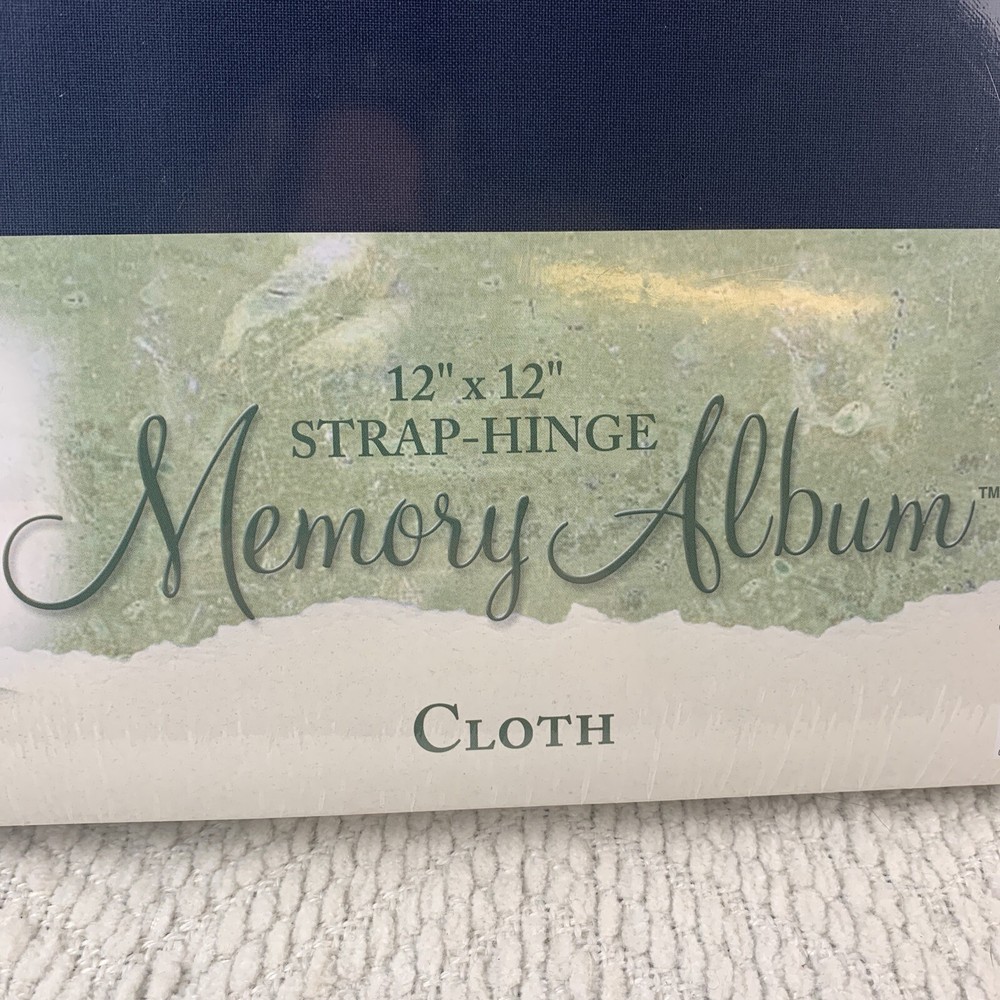 12" x 12"
STRAP-HINGE
Memory Album™
CLOTH